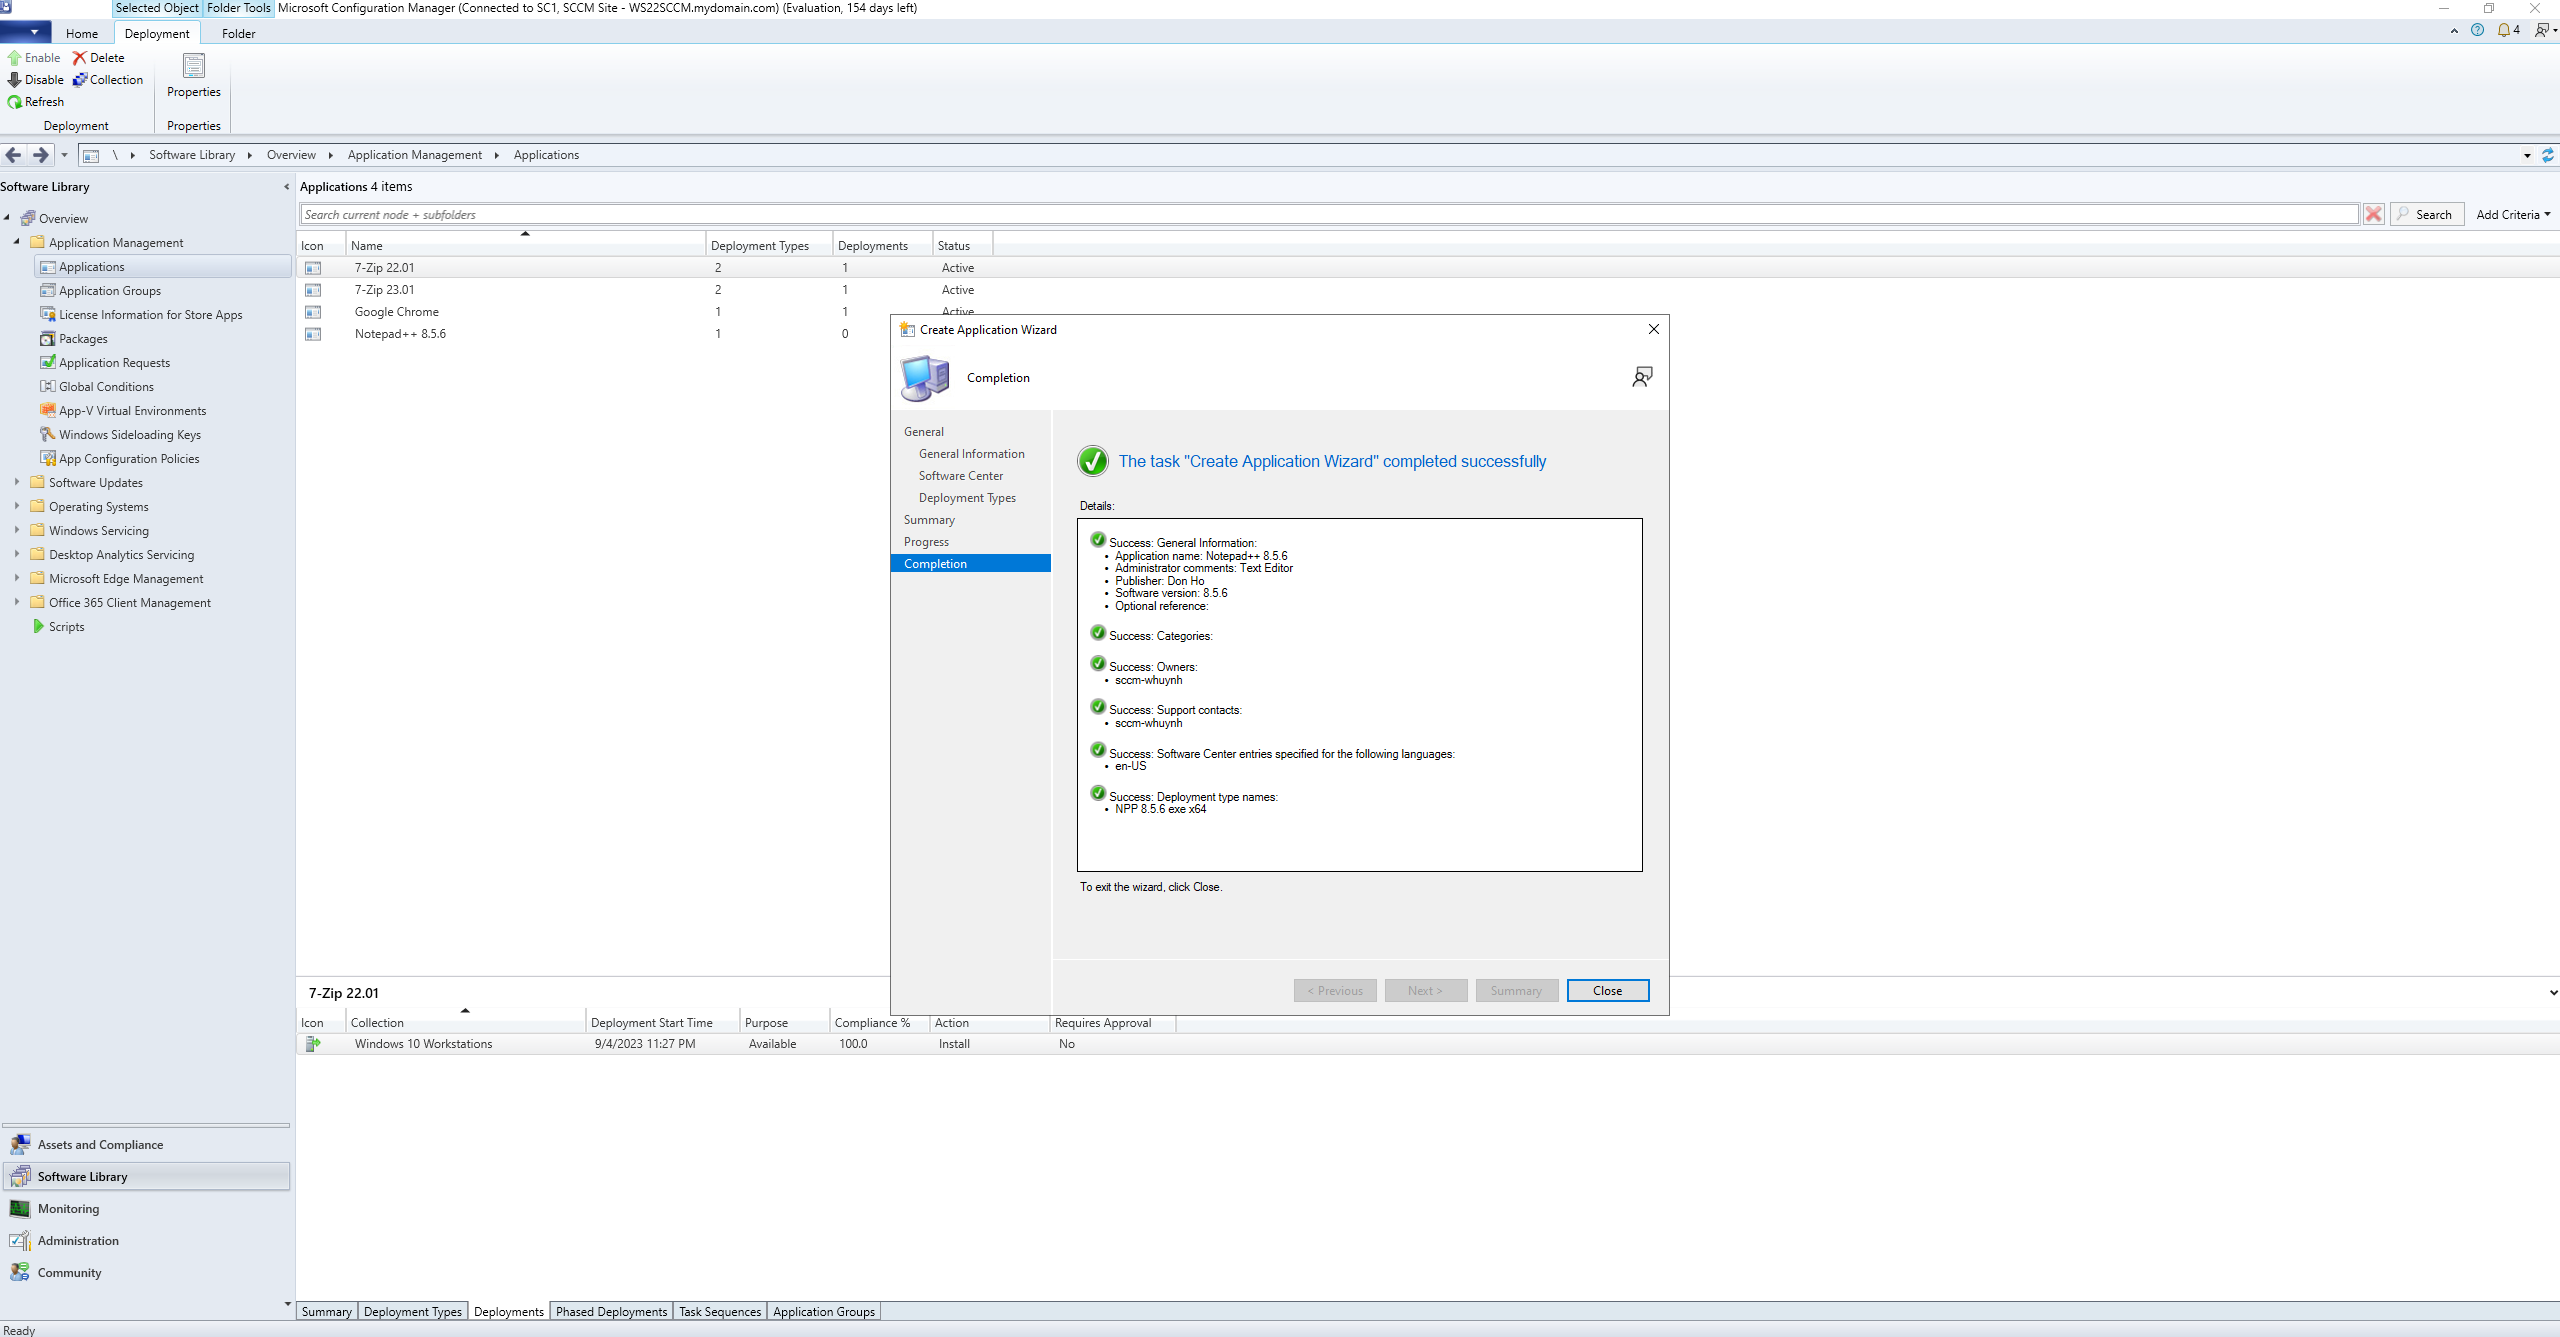 Selected Object Folder Tools Microsoft Configuration Manager (Connected to SC1, SCCM Site - WS22SCCM.mydomain.com) (Evaluation, 154 days left)
Home Deployment Folder 4
Enable Delete
Disable Collection
Refresh
Properties
Deployment Properties
\ Software Library Overview Application Management Applications
Software Library
Overview
Application Management
Applications
Application Groups
License Information for Store Apps
Packages
Application Requests
Global Conditions
App-V Virtual Environments
Windows Sideloading Keys
App Configuration Policies
Software Updates
Operating Systems
Windows Servicing
Desktop Analytics Servicing
Microsoft Edge Management
Office 365 Client Management
Scripts
Assets and Compliance
Software Library
Monitoring
Administration
Community
Applications 4 items
Search current node + subfolders Search Add Criteria
Icon Name Deployment Types Deployments Status
7-Zip 22.01 2 1 Active
7-Zip 23.01 2 1 Active
Google Chrome 1 1 Active
Notepad++ 8.5.6 1 0
Create Application Wizard
Completion
General
General Information
Software Center
Deployment Types
Summary
Progress
Completion
The task "Create Application Wizard" completed successfully
Details:
Success: General Information:
• Application name: Notepad++ 8.5.6
• Administrator comments: Text Editor
• Publisher: Don Ho
• Software version: 8.5.6
• Optional reference:
Success: Categories:
Success: Owners:
• sccm-whuynh
Success: Support contacts:
• sccm-whuynh
Success: Software Center entries specified for the following languages:
• en-US
Success: Deployment type names:
• NPP 8.5.6 exe x64
To exit the wizard, click Close.
< Previous Next > Summary Close
7-Zip 22.01
Icon Collection Deployment Start Time Purpose Compliance % Action Requires Approval
Windows 10 Workstations 9/4/2023 11:27 PM Available 100.0 Install No
Summary Deployment Types Deployments Phased Deployments Task Sequences Application Groups
Ready